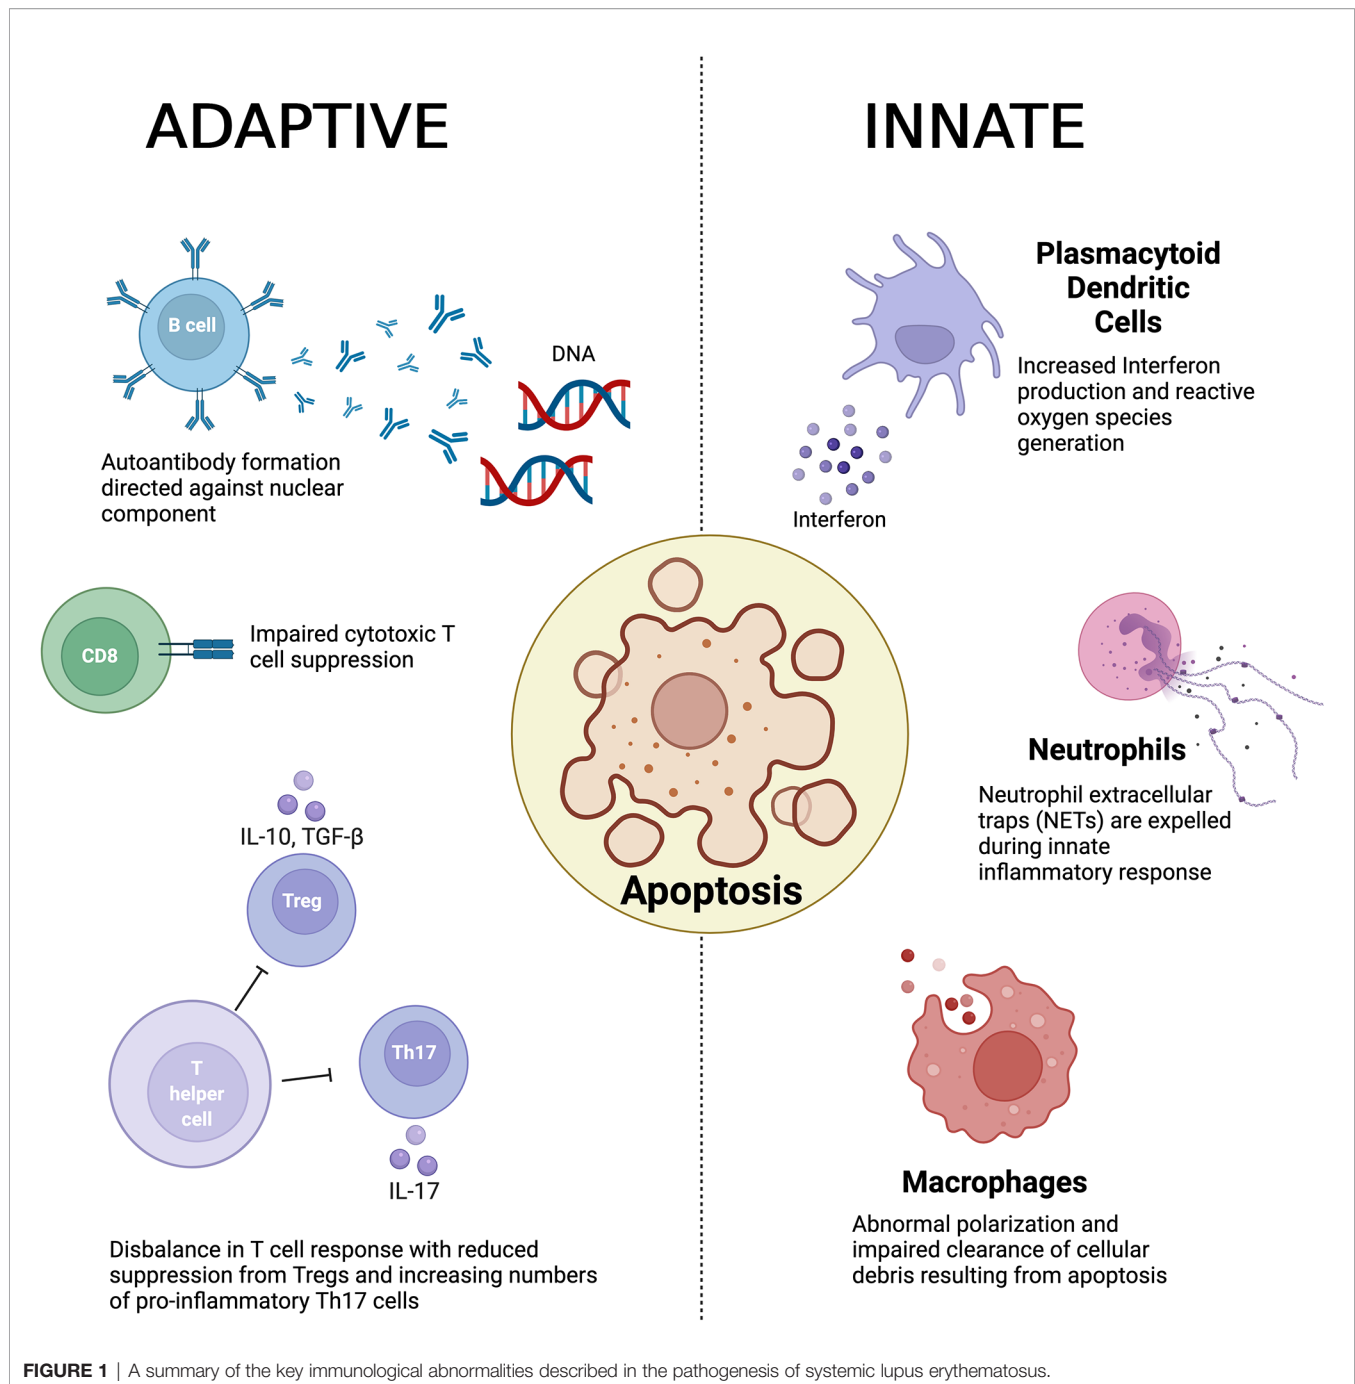 ADAPTIVE
INNATE
B cell
DNA
Autoantibody formation
directed against nuclear
component
CD8
Impaired cytotoxic T
cell suppression
IL-10, TGF-β
Treg
T
helper
cell
Th17
IL-17
Disbalance in T cell response with reduced
suppression from Tregs and increasing numbers
of pro-inflammatory Th17 cells
Apoptosis
Plasmacytoid
Dendritic
Cells
Increased Interferon
production and reactive
oxygen species
generation
Interferon
Neutrophils
Neutrophil extracellular
traps (NETs) are expelled
during innate
inflammatory response
Macrophages
Abnormal polarization and
impaired clearance of cellular
debris resulting from apoptosis
FIGURE 1 | A summary of the key immunological abnormalities described in the pathogenesis of systemic lupus erythematosus.